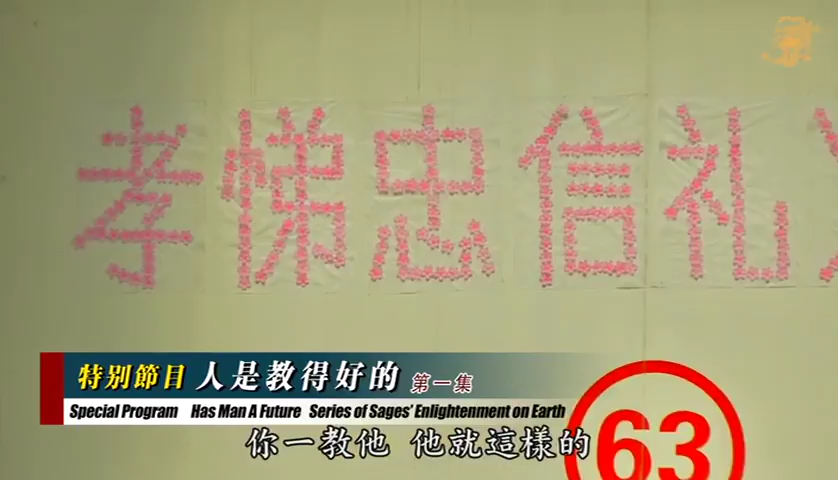 孝悌忠信礼
特別節目 人是教得好的 第一集
Special Program Has Man A Future Series of Sages' Enlightenment on Earth
你一教他 他就這樣的
63